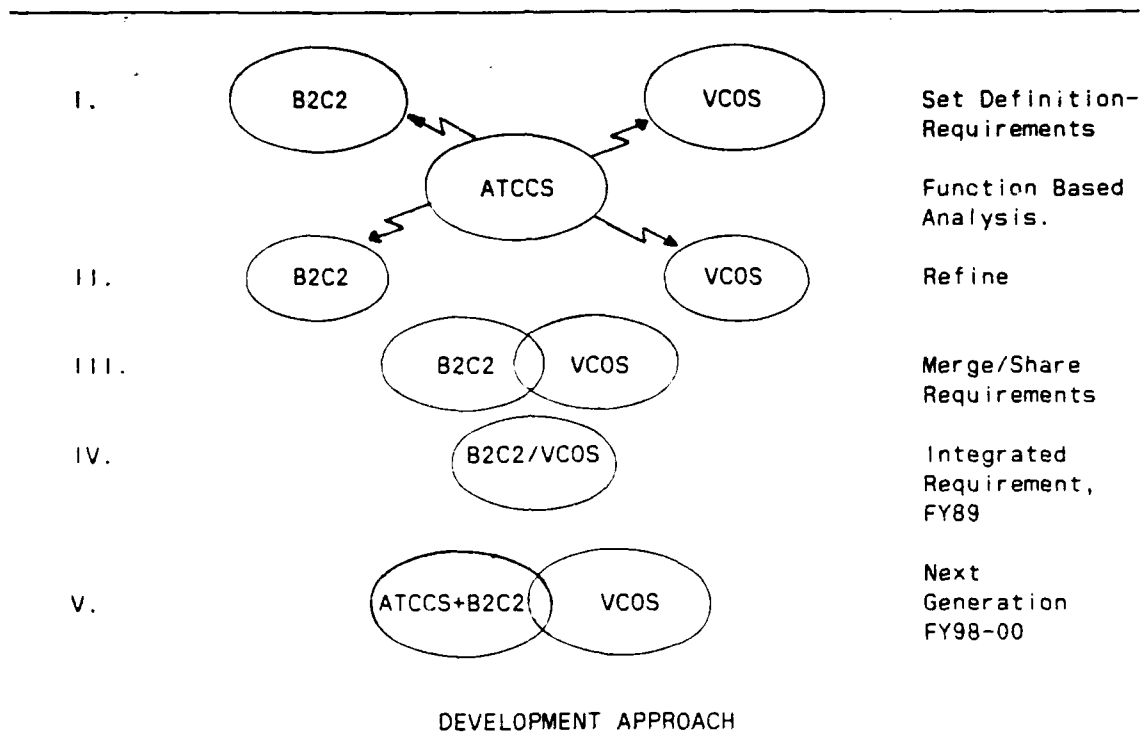 I. B2C2 VCOS Set Definition-
Requirements
ATCCS Function Based
Analysis.
II. B2C2 VCOS Refine
III. B2C2 VCOS Merge/Share
Requirements
IV. B2C2/VCOS Integrated
Requirement,
FY89
Next
V. ATCCS+B2C2 VCOS Generation
FY98-00
DEVELOPMENT APPROACH